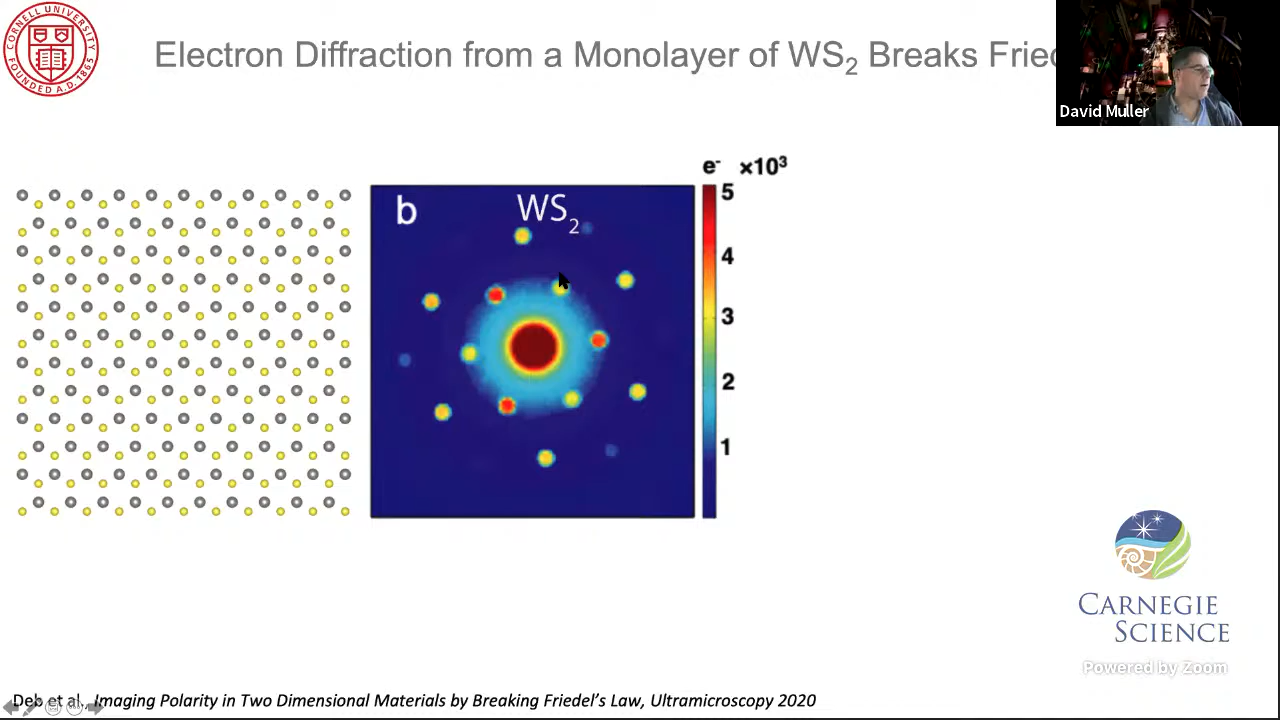 CORNELL UNIVERSITY
FOUNDED A.D. 1865
Electron Diffraction from a Monolayer of WS2 Breaks
David Muller
e- ×10³
b
WS2
5
4
3
2
1
CARNEGIE
SCIENCE
Powered by Zoom
Deb et al., Imaging Polarity in Two Dimensional Materials by Breaking Friedel's Law, Ultramicroscopy 2020